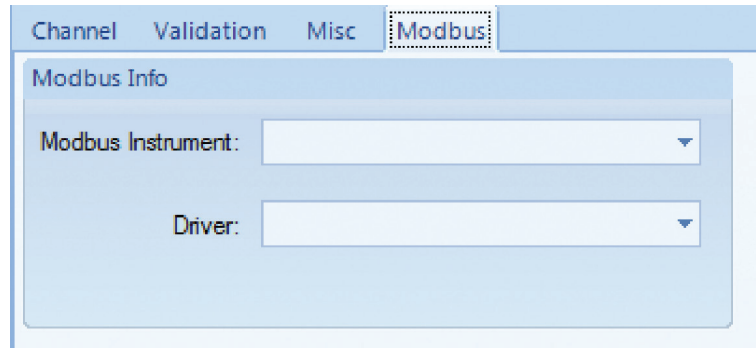 Channel Validation Misc Modbus
Modbus Info
Modbus Instrument:
Driver: